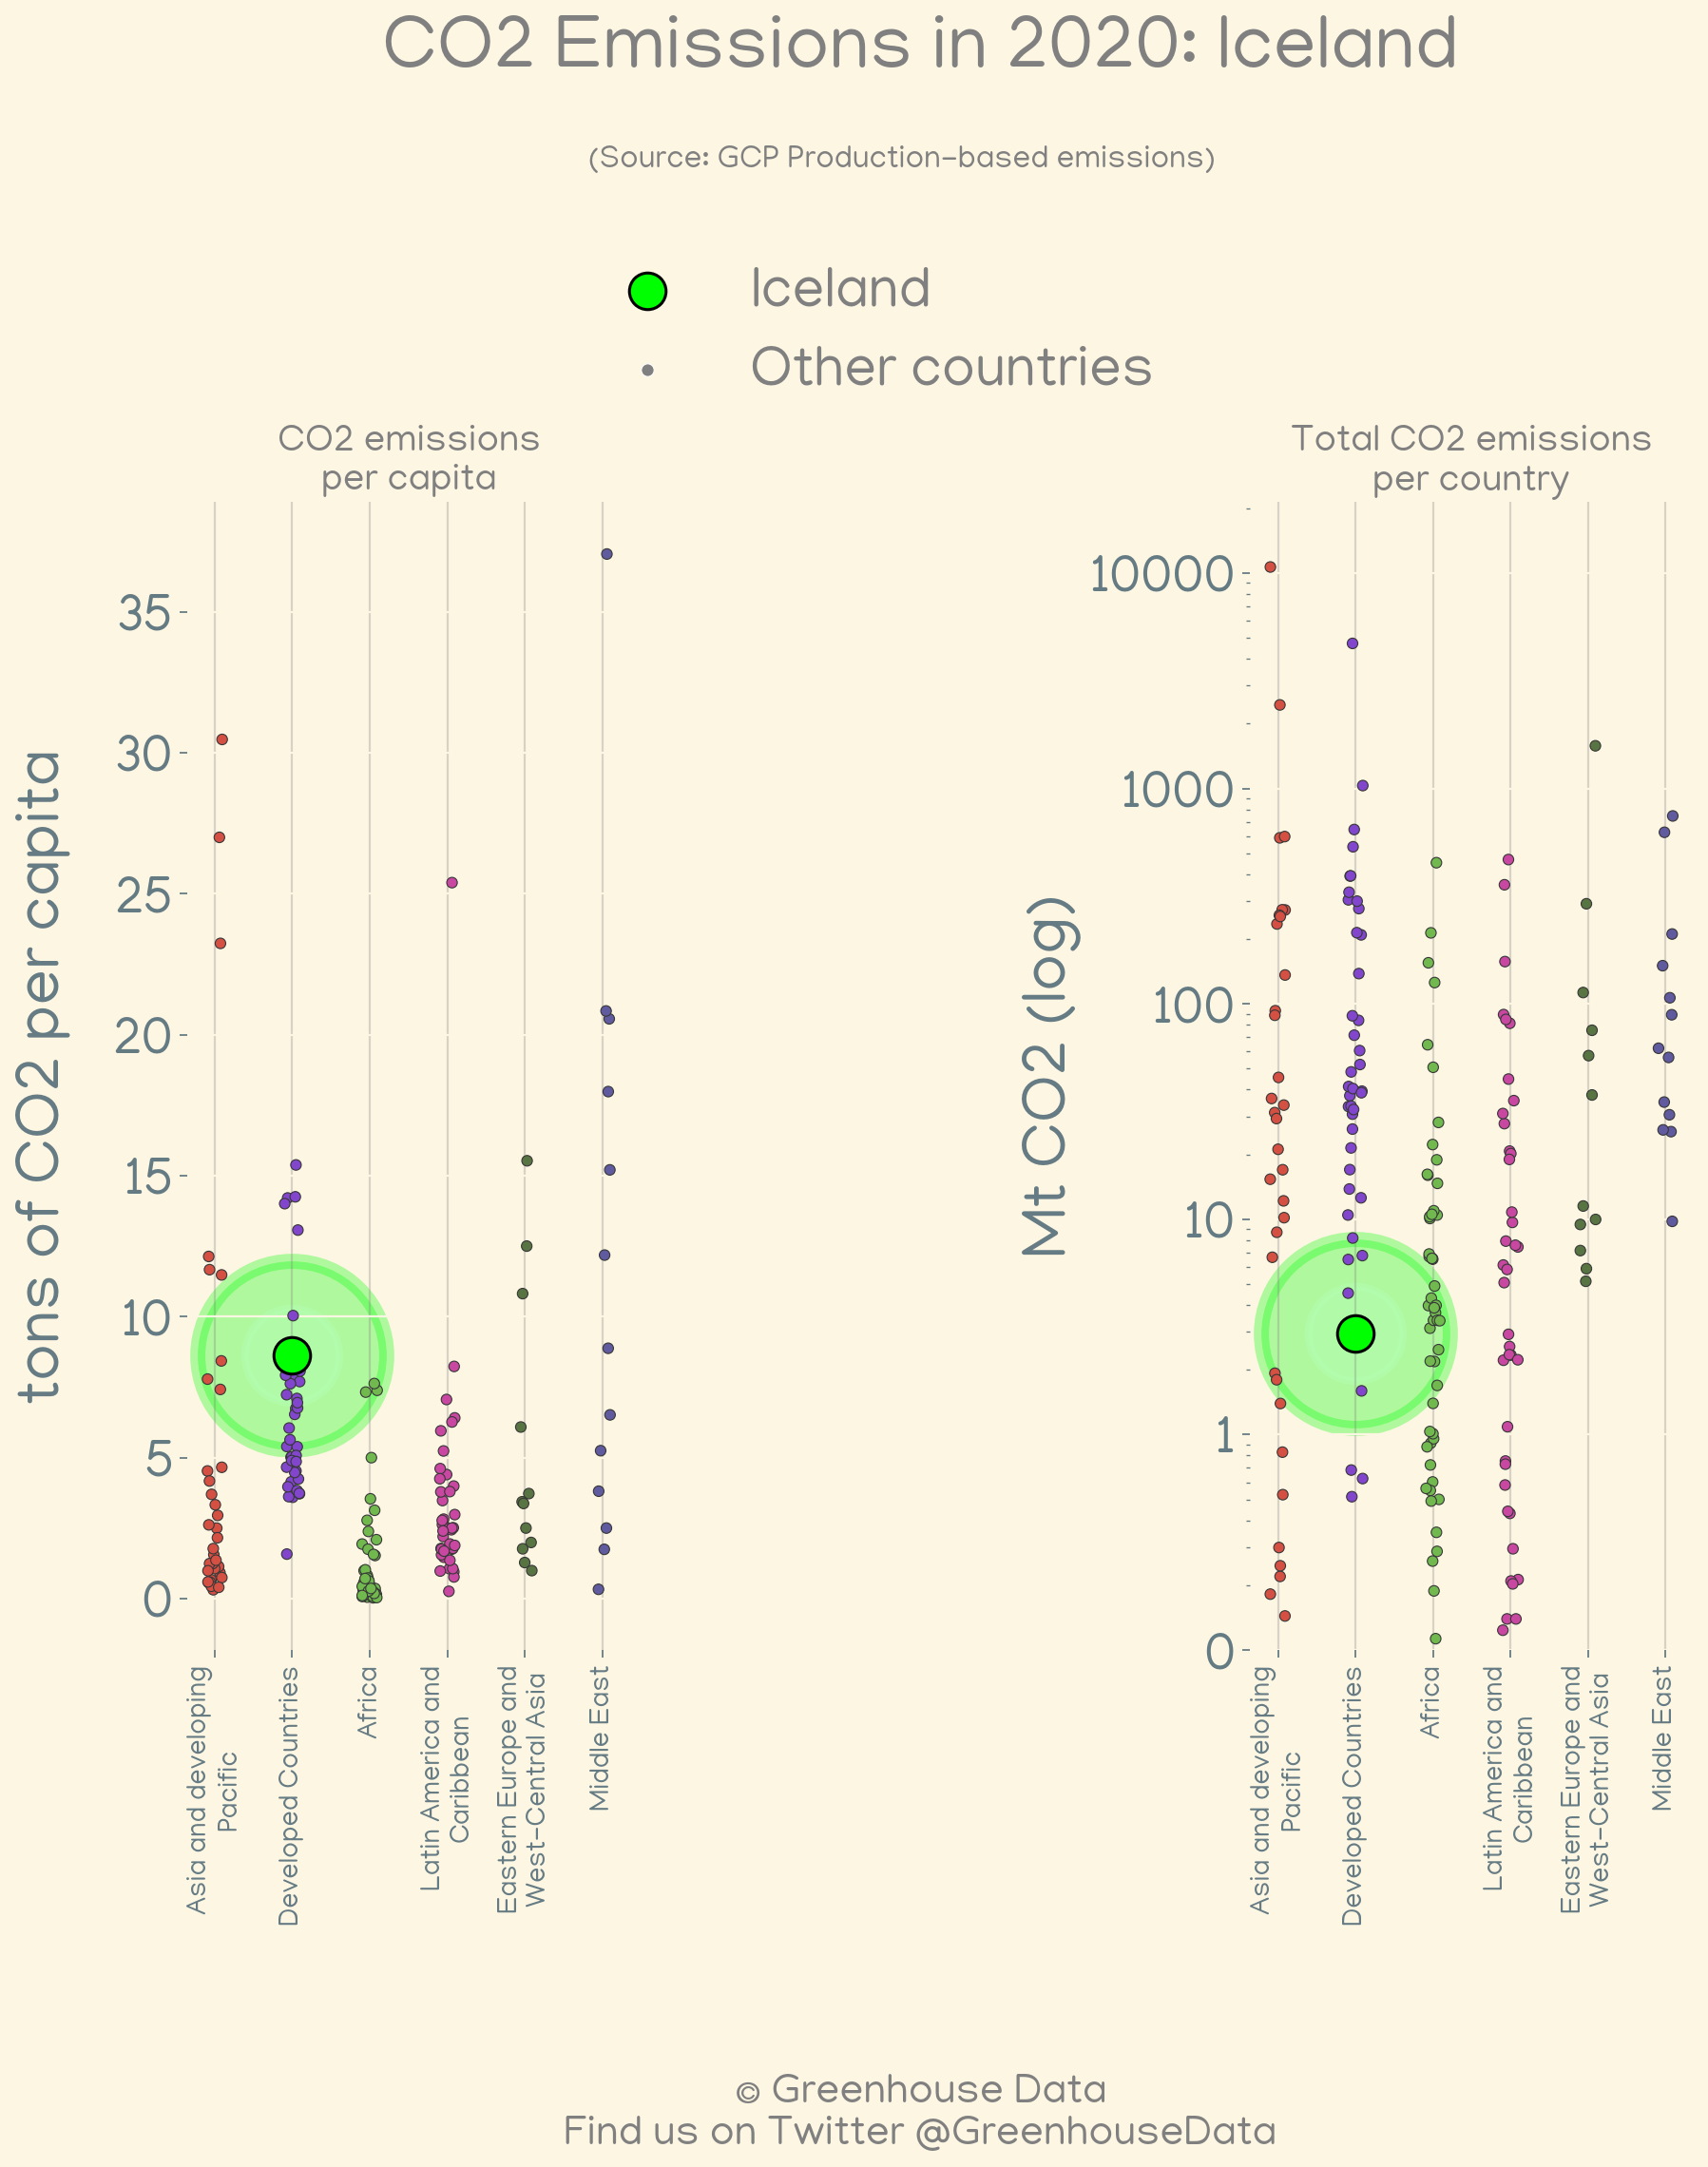 CO2 Emissions in 2020: Iceland
(Source: GCP Production-based emissions)
Iceland
Other countries
CO2 emissions
per capita
tons of CO2 per capita
35
30
25
20
15
10
5
0
Asia and developing
Pacific
Developed Countries
Africa
Latin America and
Caribbean
Eastern Europe and
West-Central Asia
Middle East
Total CO2 emissions
per country
Mt CO2 (log)
10000
1000
100
10
1
0
Asia and developing
Pacific
Developed Countries
Africa
Latin America and
Caribbean
Eastern Europe and
West-Central Asia
Middle East
© Greenhouse Data
Find us on Twitter @GreenhouseData